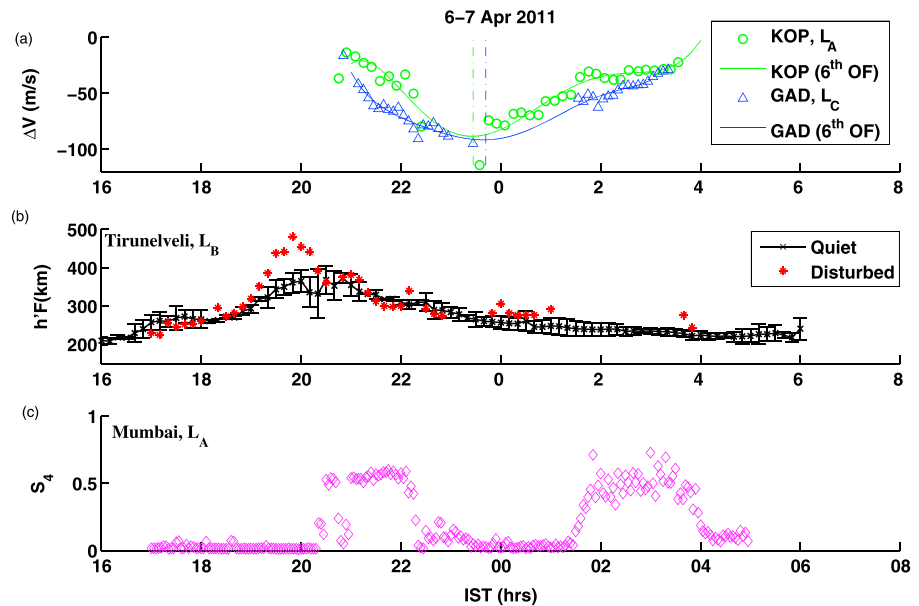 6−7 Apr 2011
(a)
0
−50
−100
ΔV (m/s)
KOP, L_A
KOP (6^th OF)
GAD, L_C
GAD (6^th OF)
16 18 20 22 0 2 4 6 8
(b)
500
400
300
200
h'F(km)
Tirunelveli, L_B
Quiet
Disturbed
16 18 20 22 0 2 4 6 8
(c)
1
0.5
0
S_4
Mumbai, L_A
16 18 20 22 00 02 04 06 08
IST (hrs)